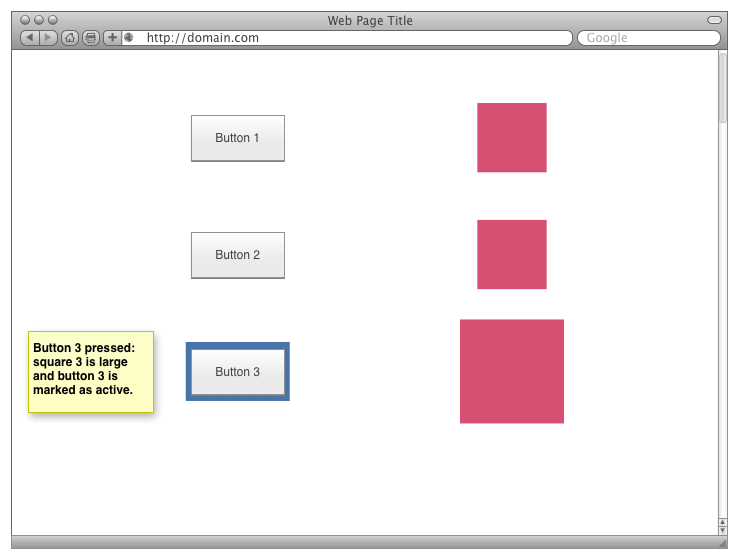 Web Page Title
http://domain.com
Google
Button 1
Button 2
Button 3 pressed:
square 3 is large
and button 3 is
marked as active.
Button 3